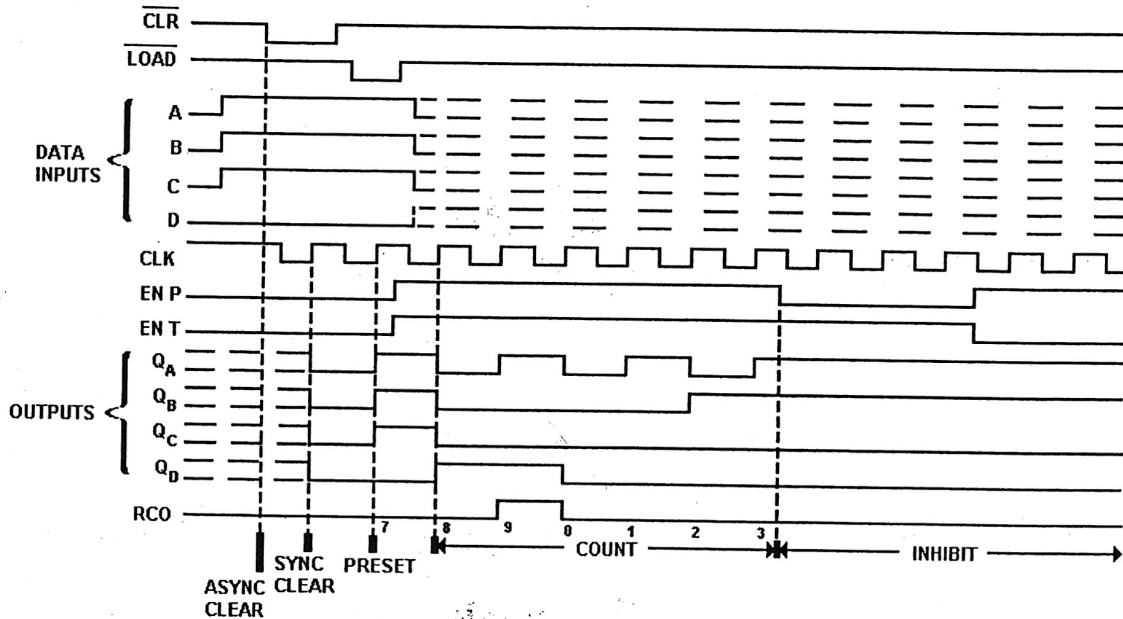 CLR
LOAD
A
B
DATA INPUTS
C
D
CLK
EN P
EN T
QA
QB
OUTPUTS
QC
QD
RCO
7 8 9 0 1 2 3
SYNC CLEAR
PRESET
COUNT
INHIBIT
ASYNC CLEAR